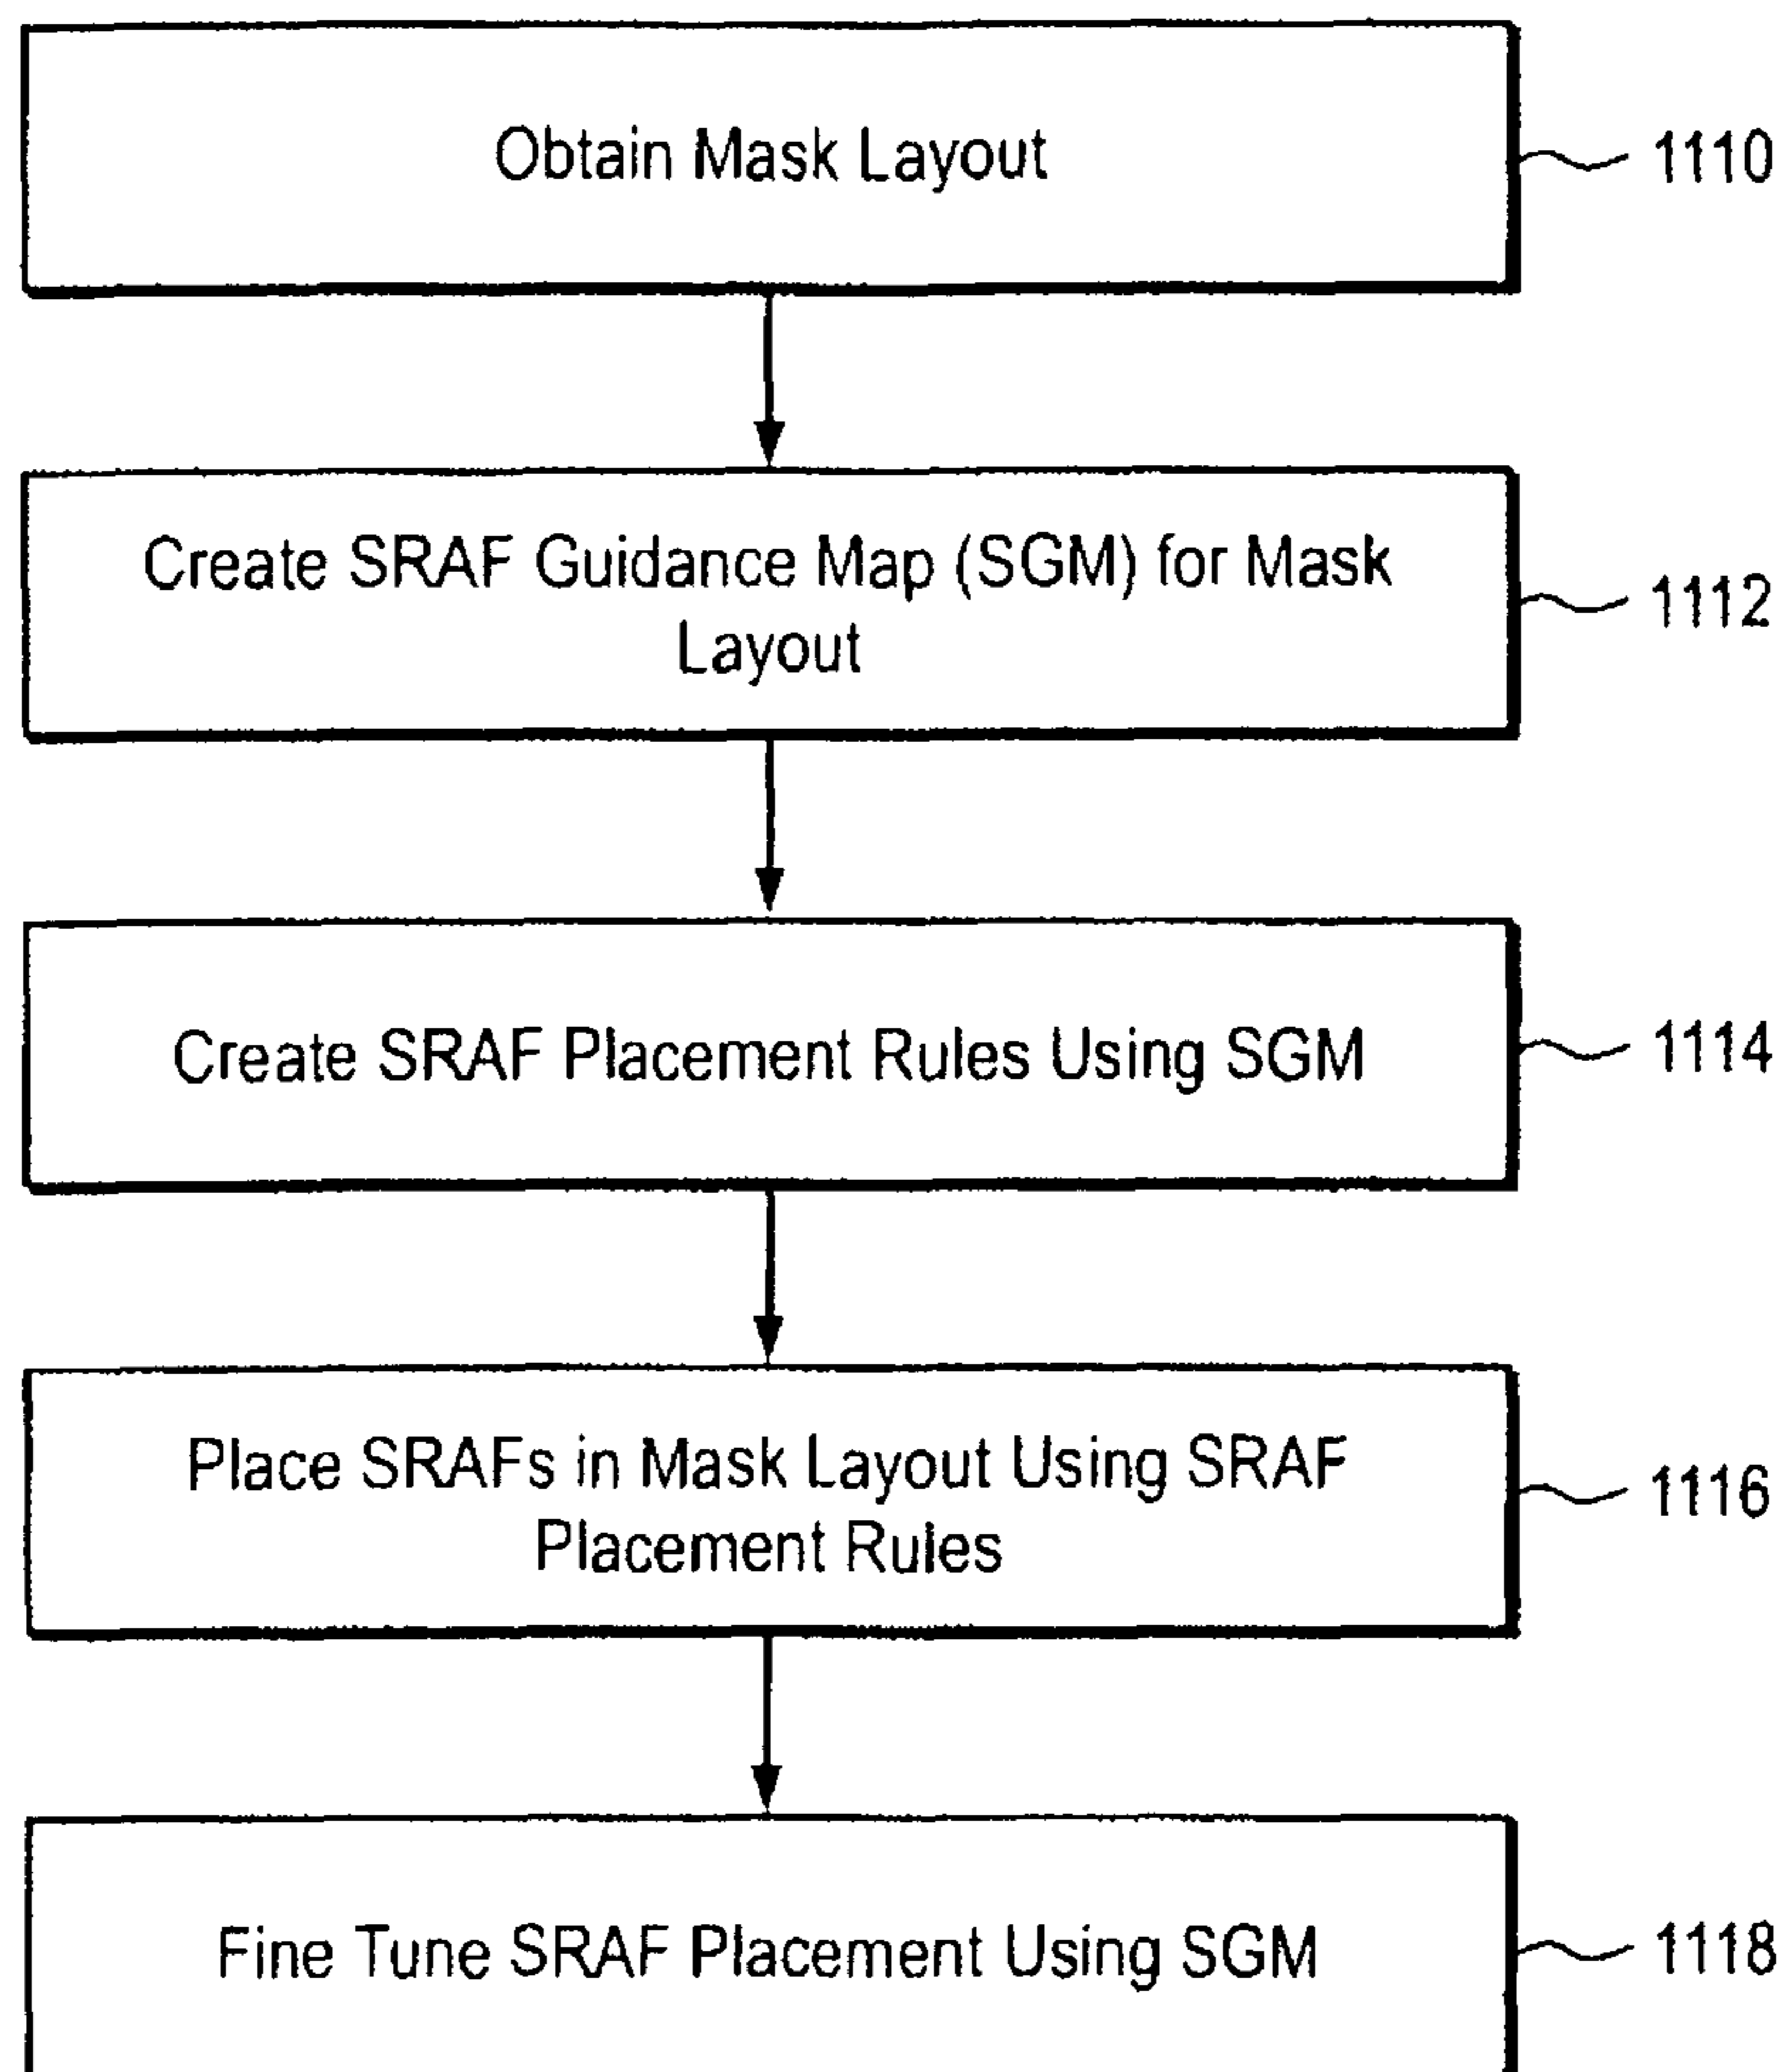 Obtain Mask Layout
1110
Create SRAF Guidance Map (SGM) for Mask
Layout
1112
Create SRAF Placement Rules Using SGM
1114
Place SRAFs in Mask Layout Using SRAF
Placement Rules
1116
Fine Tune SRAF Placement Using SGM
1118